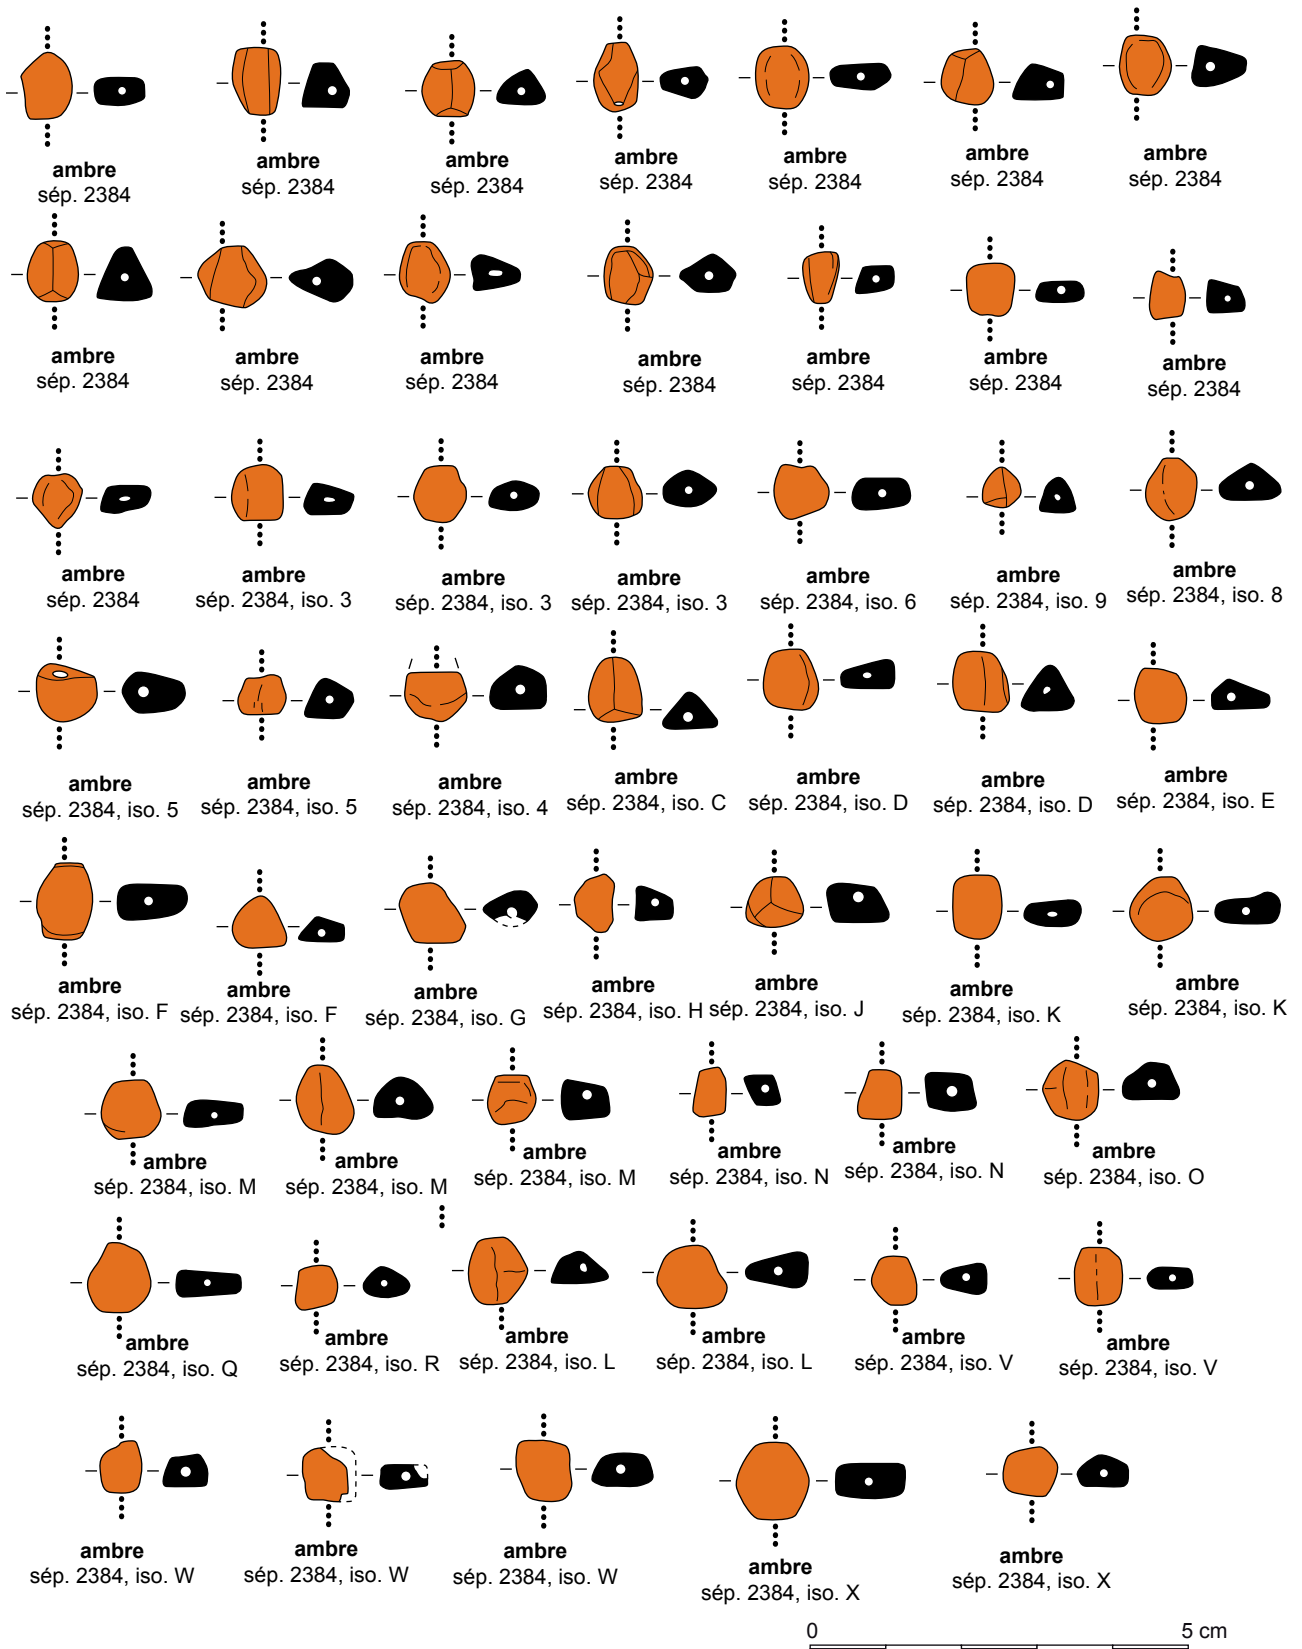 ambre
sép. 2384
ambre
sép. 2384
ambre
sép. 2384
ambre
sép. 2384
ambre
sép. 2384
ambre
sép. 2384
ambre
sép. 2384
ambre
sép. 2384
ambre
sép. 2384
ambre
sép. 2384
ambre
sép. 2384
ambre
sép. 2384
ambre
sép. 2384
ambre
sép. 2384
ambre
sép. 2384
ambre
sép. 2384, iso. 3
ambre
sép. 2384, iso. 3
ambre
sép. 2384, iso. 3
ambre
sép. 2384, iso. 6
ambre
sép. 2384, iso. 9
ambre
sép. 2384, iso. 8
ambre
sép. 2384, iso. 5
ambre
sép. 2384, iso. 5
ambre
sép. 2384, iso. 4
ambre
sép. 2384, iso. C
ambre
sép. 2384, iso. D
ambre
sép. 2384, iso. D
ambre
sép. 2384, iso. E
ambre
sép. 2384, iso. F
ambre
sép. 2384, iso. F
ambre
sép. 2384, iso. G
ambre
sép. 2384, iso. H
ambre
sép. 2384, iso. J
ambre
sép. 2384, iso. K
ambre
sép. 2384, iso. K
ambre
sép. 2384, iso. M
ambre
sép. 2384, iso. M
ambre
sép. 2384, iso. M
ambre
sép. 2384, iso. N
ambre
sép. 2384, iso. N
ambre
sép. 2384, iso. O
ambre
sép. 2384, iso. Q
ambre
sép. 2384, iso. R
ambre
sép. 2384, iso. L
ambre
sép. 2384, iso. L
ambre
sép. 2384, iso. V
ambre
sép. 2384, iso. V
ambre
sép. 2384, iso. W
ambre
sép. 2384, iso. W
ambre
sép. 2384, iso. W
ambre
sép. 2384, iso. X
ambre
sép. 2384, iso. X
0 5 cm